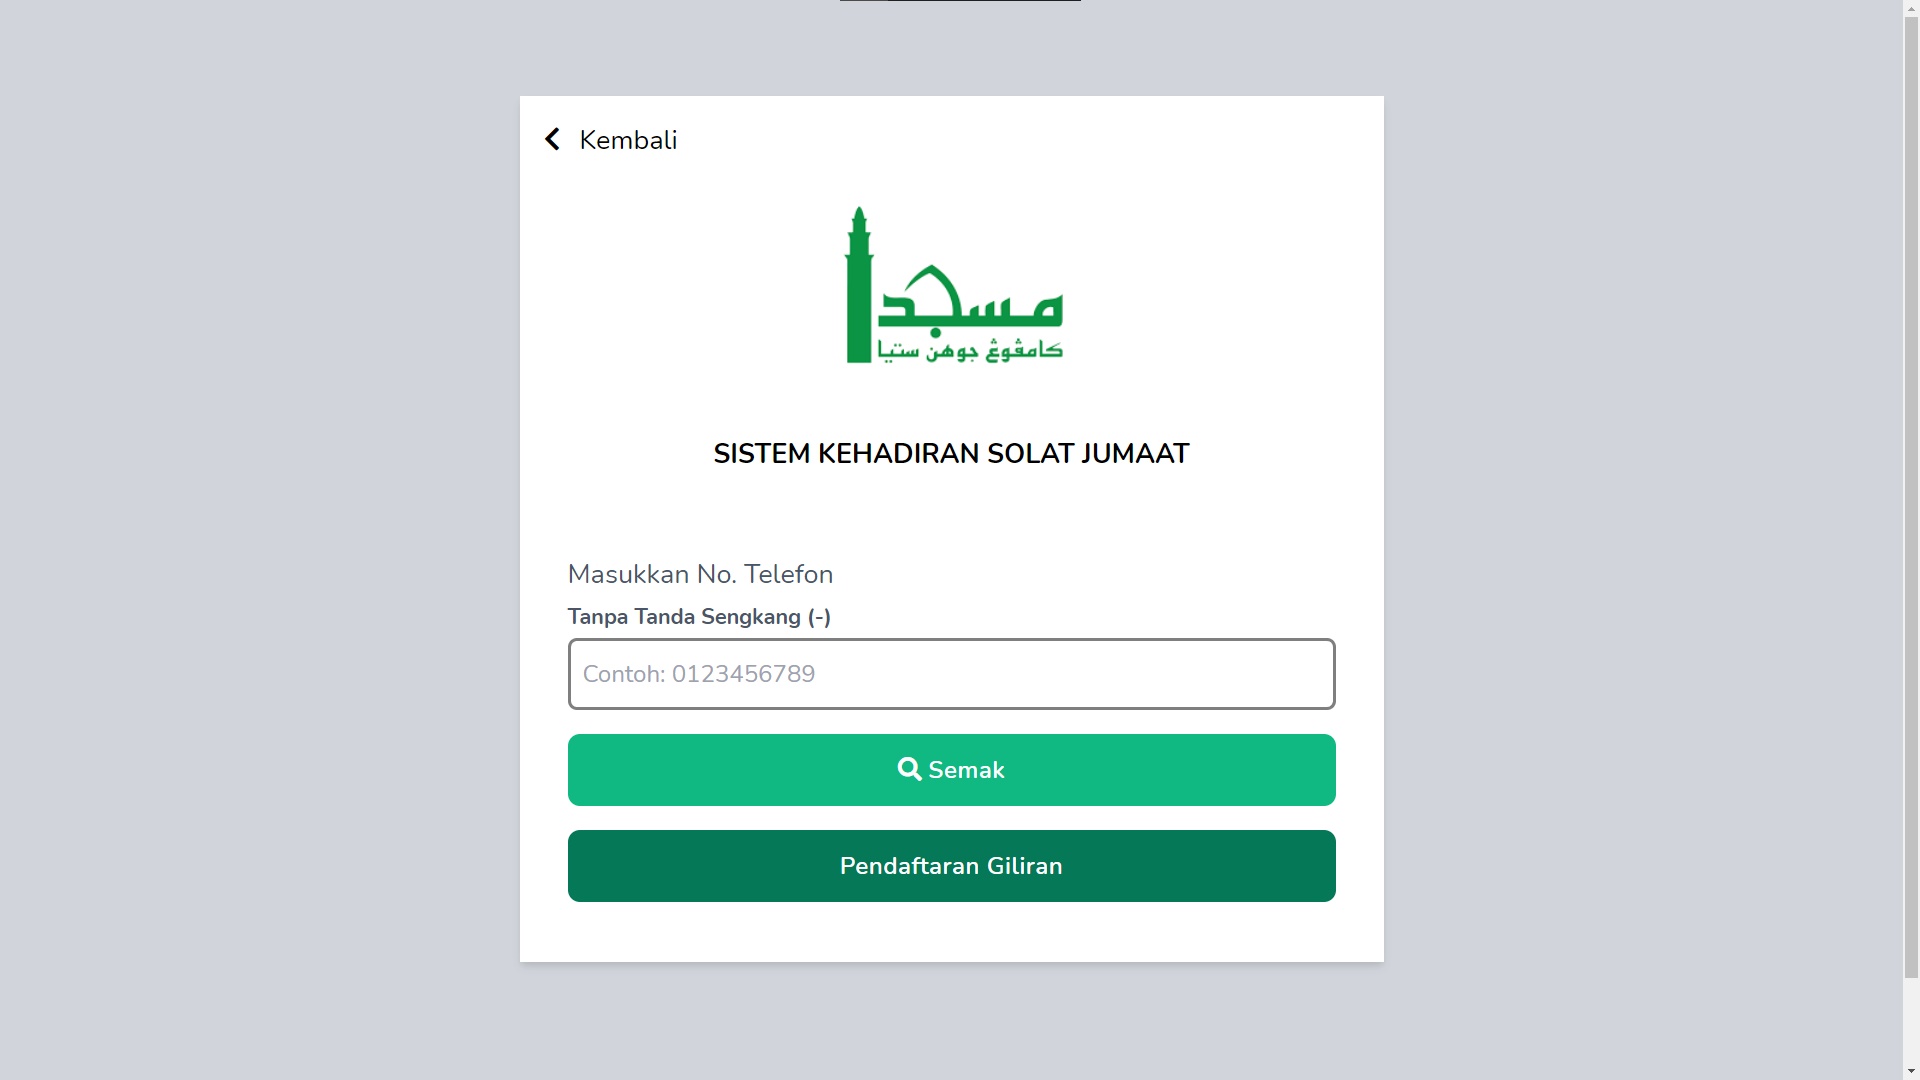 Kembali
مسجد
كامڤوڠ جوهن ستيا
SISTEM KEHADIRAN SOLAT JUMAAT
Masukkan No. Telefon
Tanpa Tanda Sengkang (-)
Contoh: 0123456789
Semak
Pendaftaran Giliran